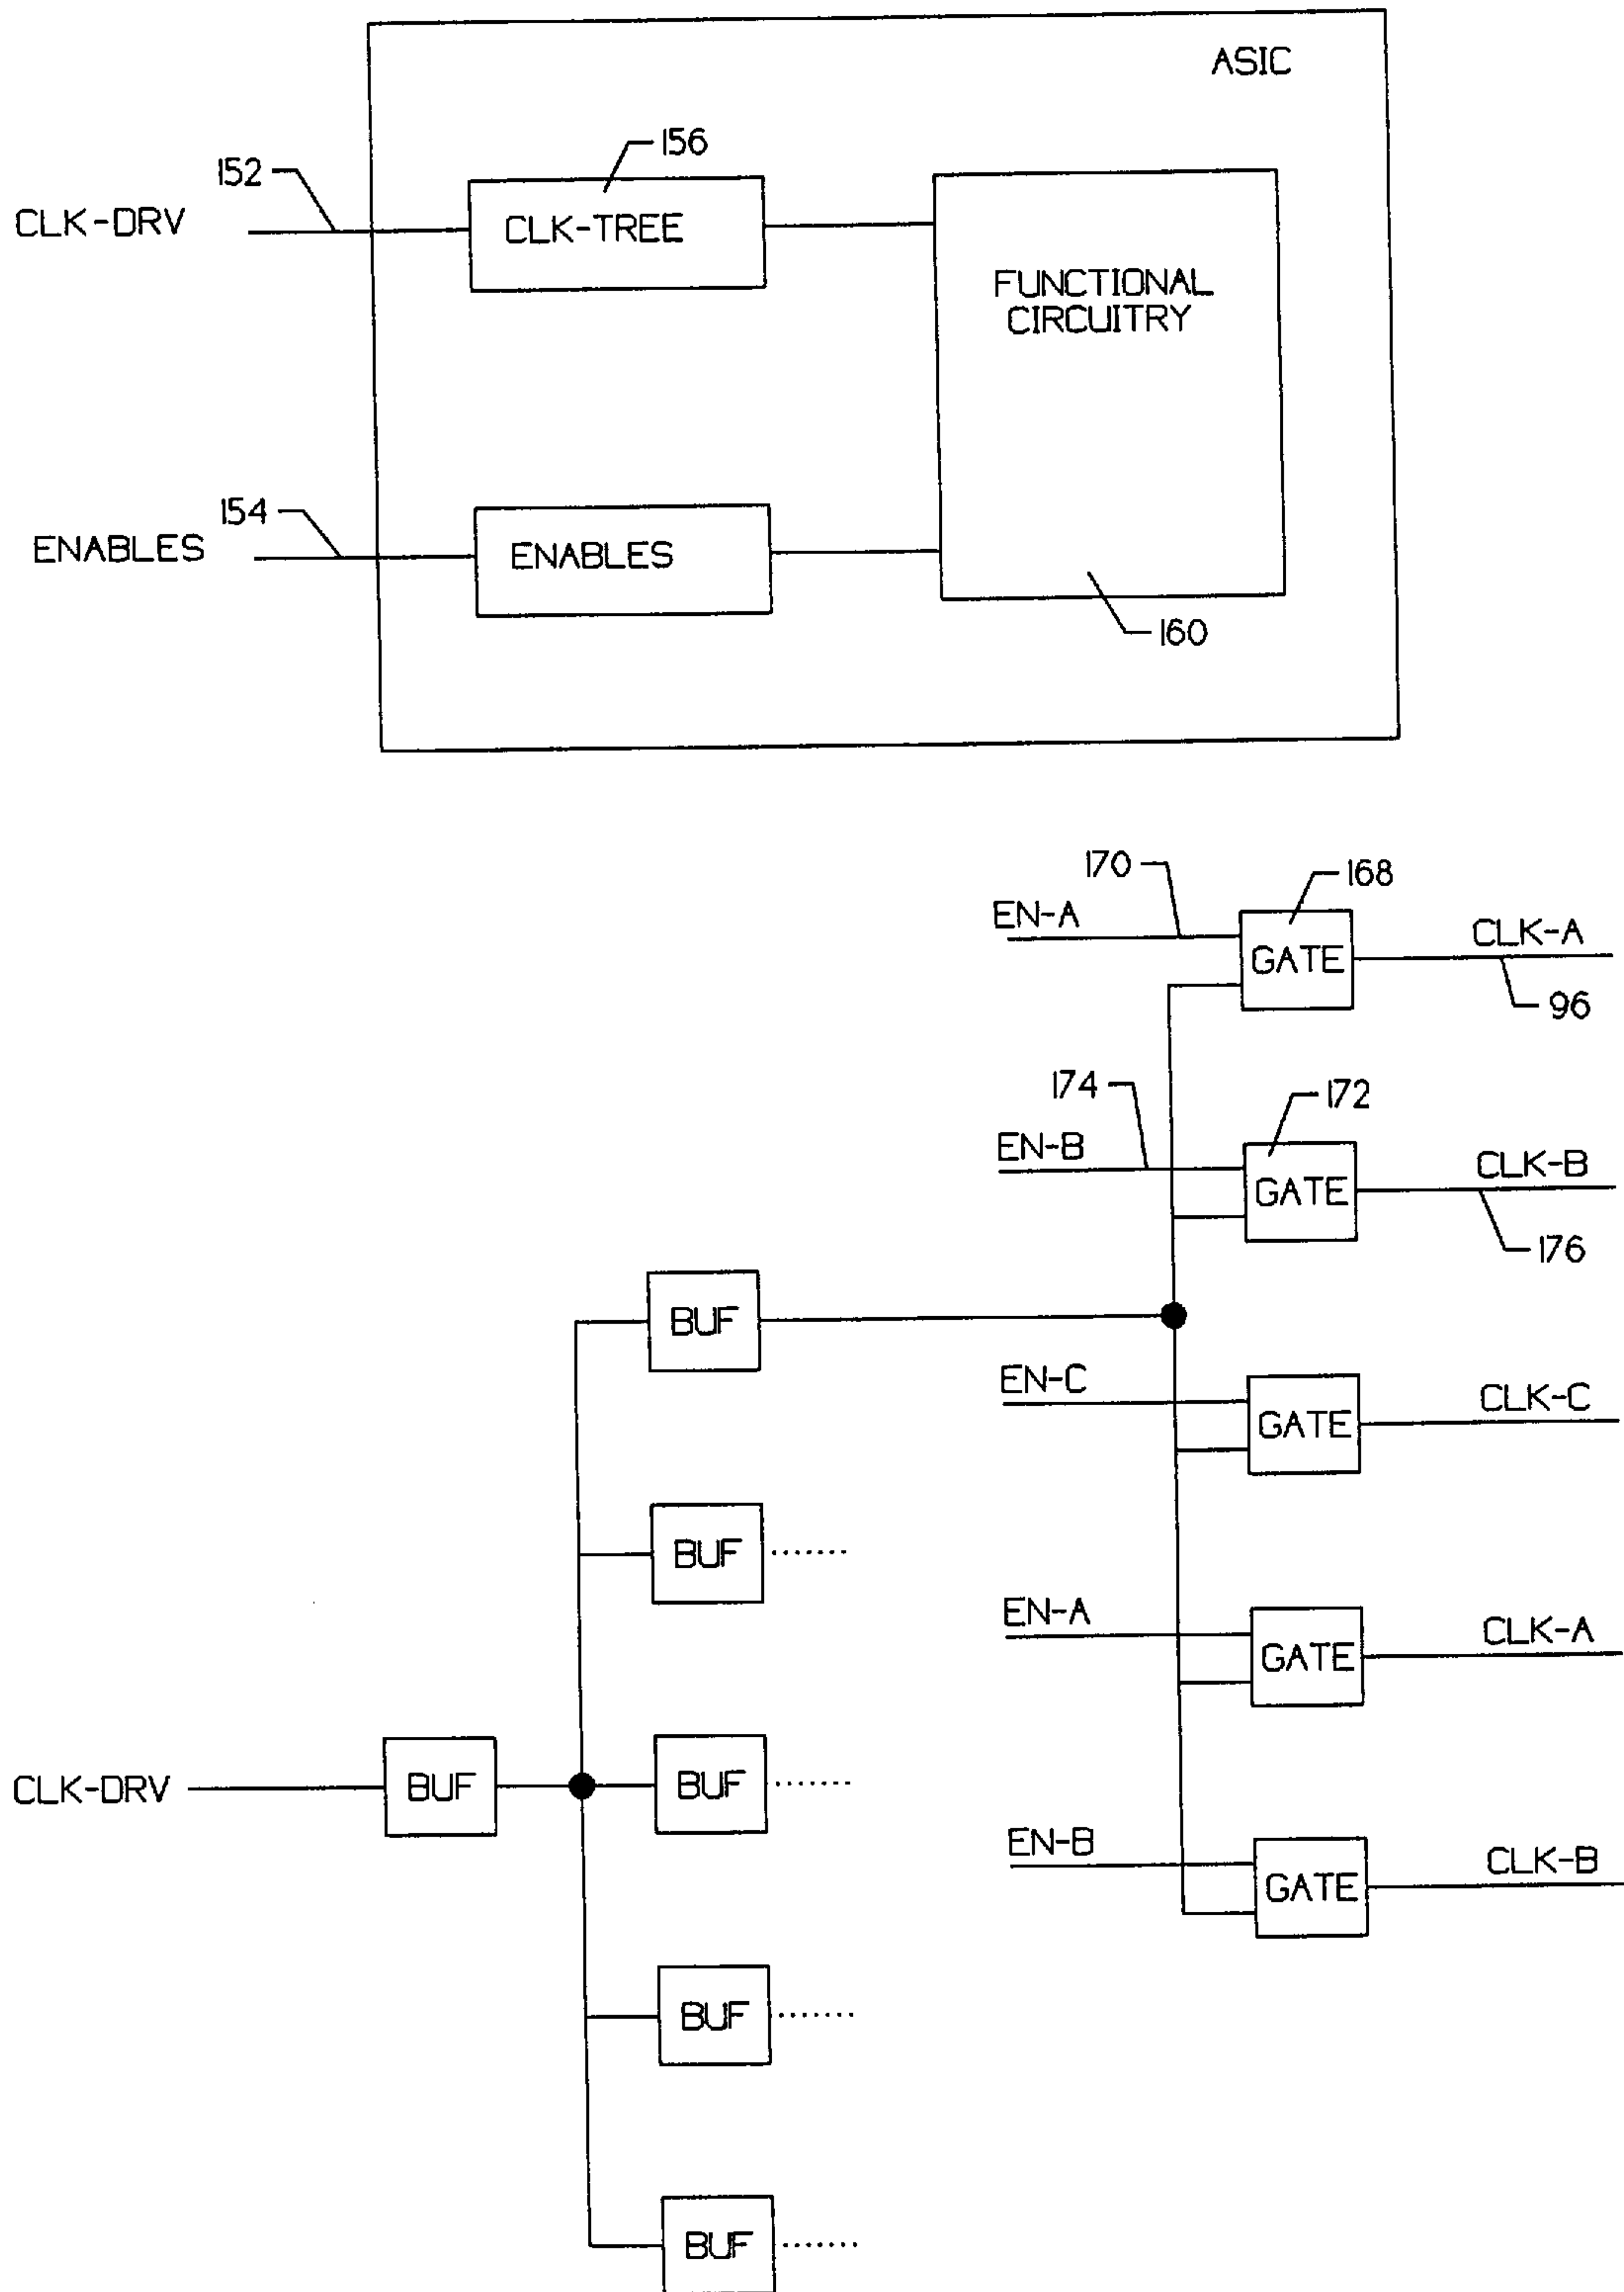 ASIC
156
152
CLK-DRV
CLK-TREE
FUNCTIONAL
CIRCUITRY
154
ENABLES
ENABLES
160
170
168
EN-A
GATE
CLK-A
96
174
172
EN-B
GATE
CLK-B
176
BUF
EN-C
GATE
CLK-C
BUF
EN-A
GATE
CLK-A
CLK-DRV
BUF
BUF
EN-B
GATE
CLK-B
BUF
BUF